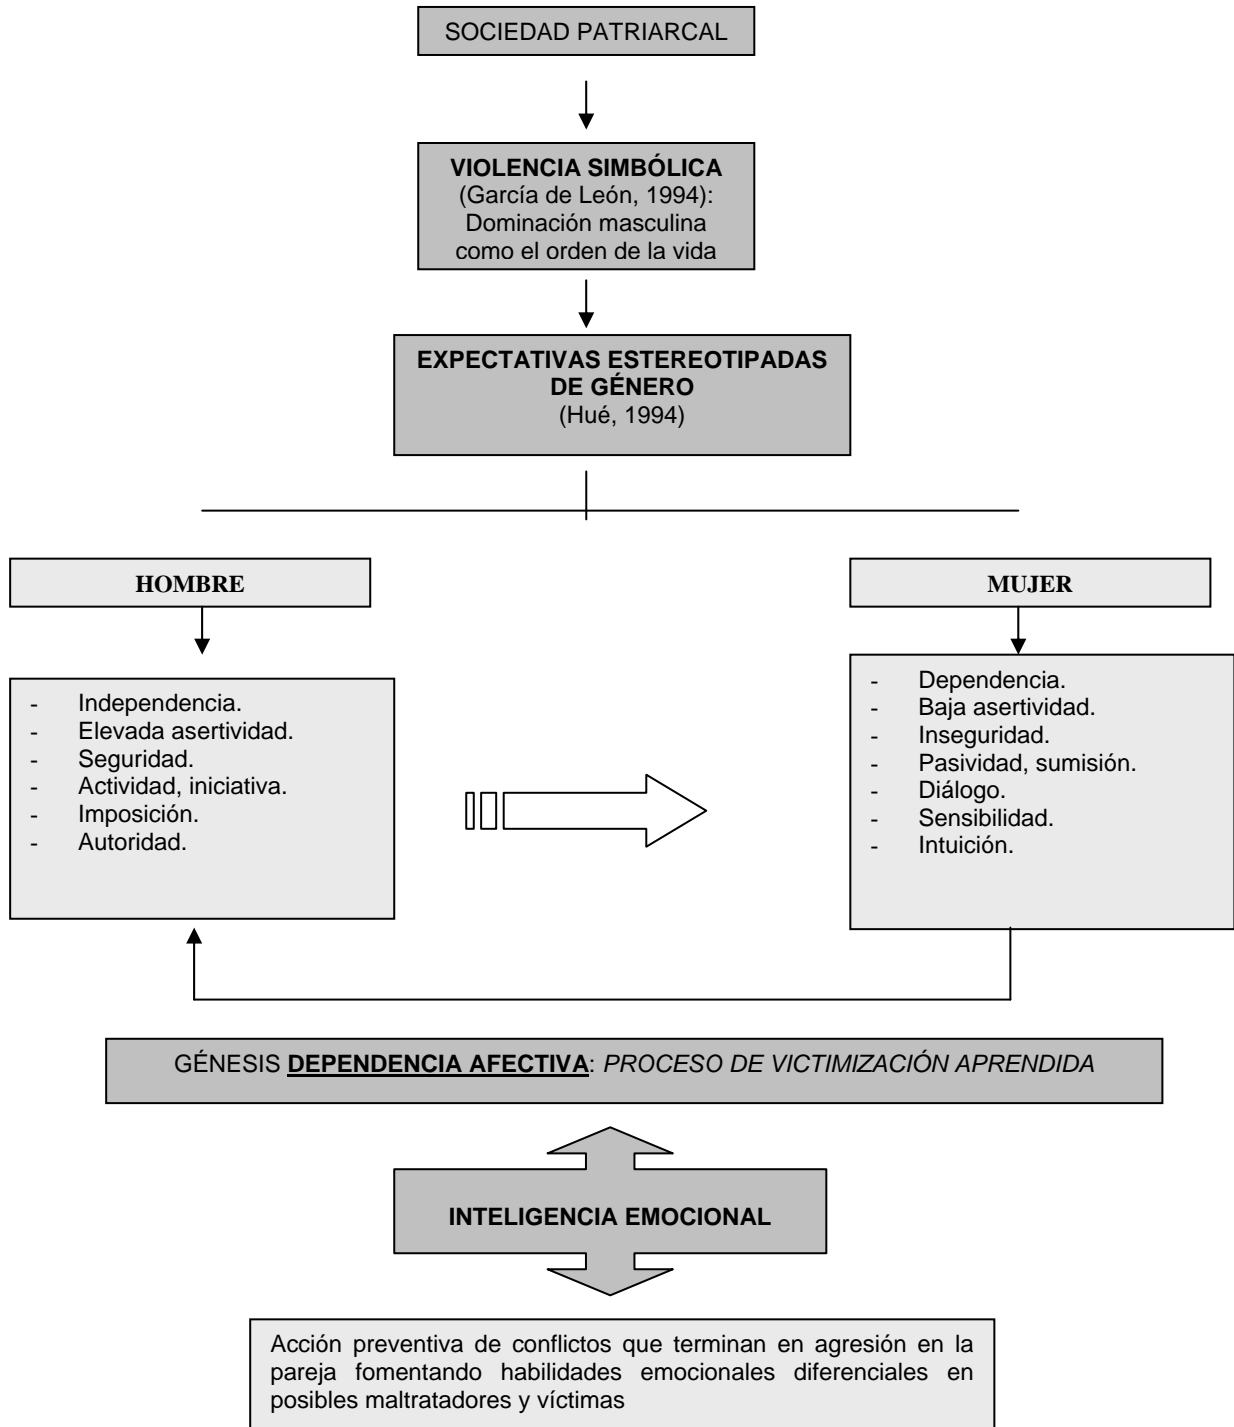 SOCIEDAD PATRIARCAL
VIOLENCIA SIMBÓLICA
(García de León, 1994):
Dominación masculina
como el orden de la vida
EXPECTATIVAS ESTEREOTIPADAS
DE GÉNERO
(Hué, 1994)
HOMBRE
- Independencia.
- Elevada asertividad.
- Seguridad.
- Actividad, iniciativa.
- Imposición.
- Autoridad.
MUJER
- Dependencia.
- Baja asertividad.
- Inseguridad.
- Pasividad, sumisión.
- Diálogo.
- Sensibilidad.
- Intuición.
GÉNESIS DEPENDENCIA AFECTIVA: PROCESO DE VICTIMIZACIÓN APRENDIDA
INTELIGENCIA EMOCIONAL
Acción preventiva de conflictos que terminan en agresión en la
pareja fomentando habilidades emocionales diferenciales en
posibles maltratadores y víctimas